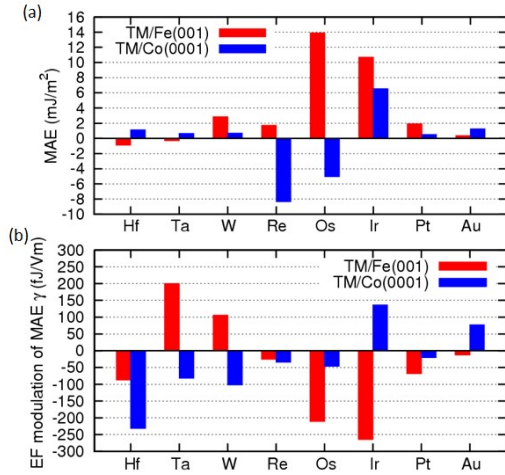 (a)
TM/Fe(001)
TM/Co(0001)
MAE (mJ/m²)
16
14
12
10
8
6
4
2
0
-2
-4
-6
-8
-10
Hf Ta W Re Os Ir Pt Au
(b)
TM/Fe(001)
TM/Co(0001)
EF modulation of MAE γ (fJ/Vm)
300
250
200
150
100
50
0
-50
-100
-150
-200
-250
-300
Hf Ta W Re Os Ir Pt Au